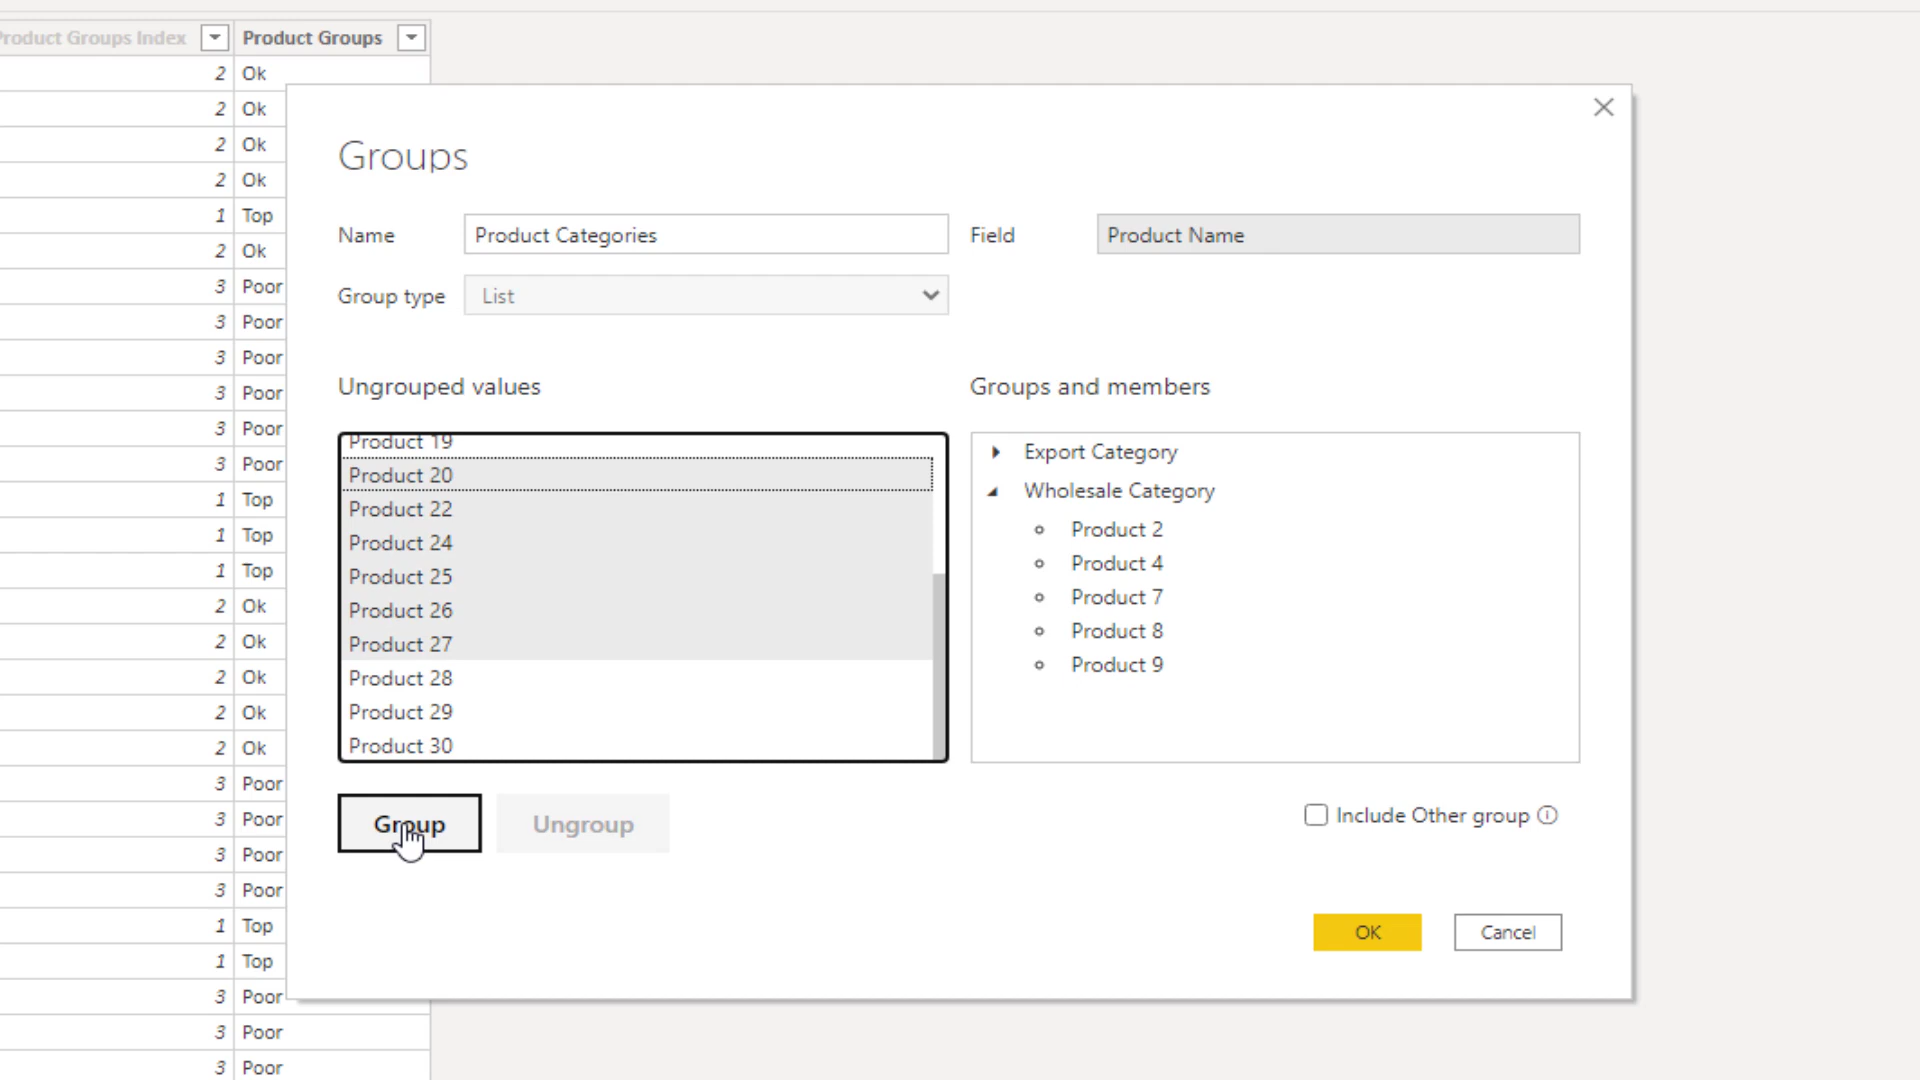 Product Groups Index Product Groups
2 Ok
2 Ok
2 Ok
2 Ok
1 Top
2 Ok
3 Poor
3 Poor
3 Poor
3 Poor
3 Poor
3 Poor
1 Top
1 Top
1 Top
2 Ok
2 Ok
2 Ok
2 Ok
2 Ok
3 Poor
3 Poor
3 Poor
3 Poor
1 Top
1 Top
3 Poor
3 Poor
3 Poor
Groups
Name Product Categories Field Product Name
Group type List
Ungrouped values
Product 19
Product 20
Product 22
Product 24
Product 25
Product 26
Product 27
Product 28
Product 29
Product 30
Group Ungroup
Groups and members
Export Category
Wholesale Category
Product 2
Product 4
Product 7
Product 8
Product 9
Include Other group
OK Cancel